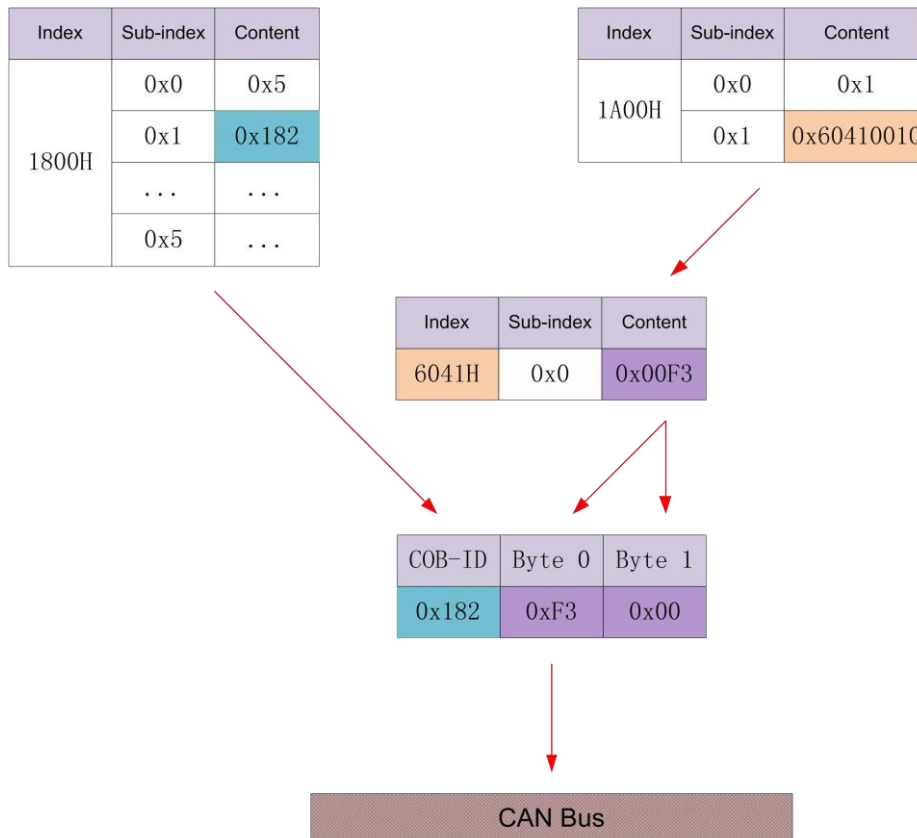 Index Sub-index Content
1800H
0x0 0x5
0x1 0x182
... ...
0x5 ...
Index Sub-index Content
1A00H
0x0 0x1
0x1 0x60410010
Index Sub-index Content
6041H 0x0 0x00F3
COB-ID Byte 0 Byte 1
0x182 0xF3 0x00
CAN Bus